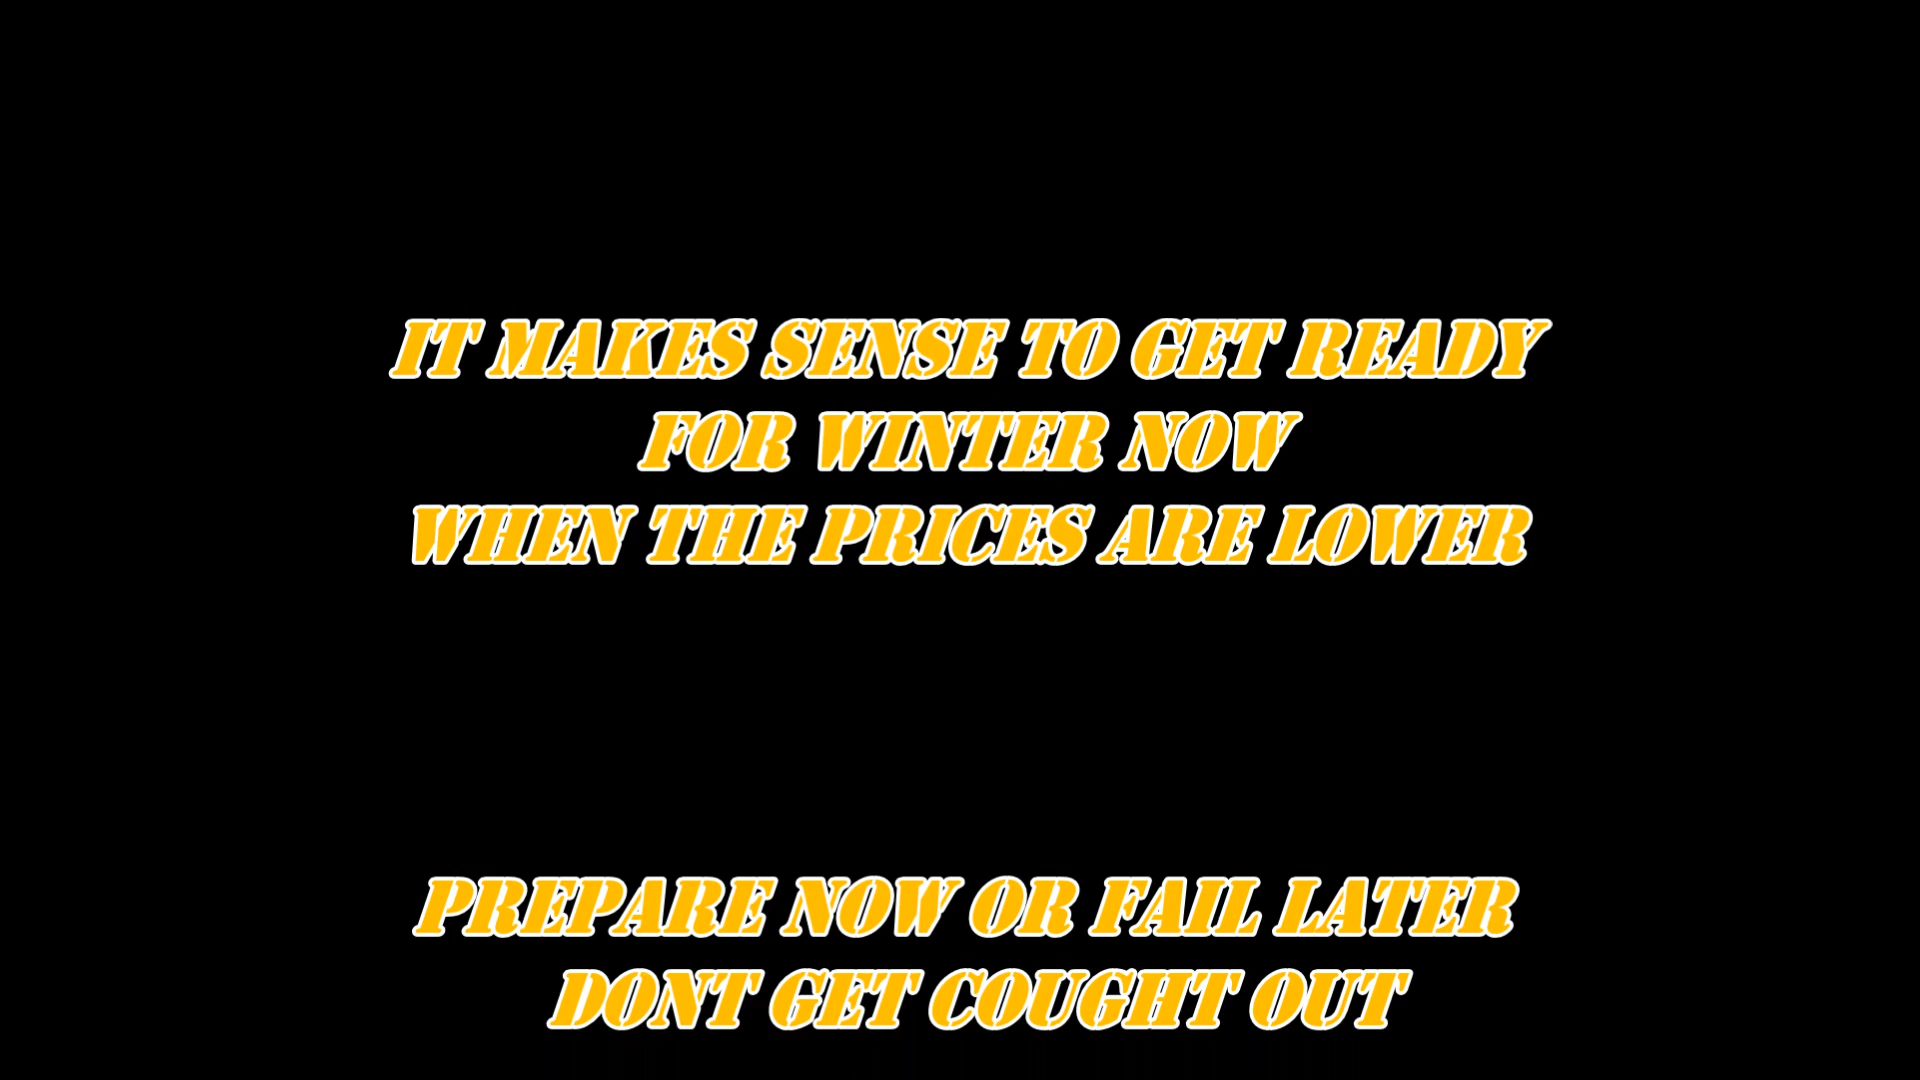 IT MAKES SENSE TO GET READY
FOR WINTER NOW
WHEN THE PRICES ARE LOWER
PREPARE NOW OR FAIL LATER
DONT GET COUGHT OUT